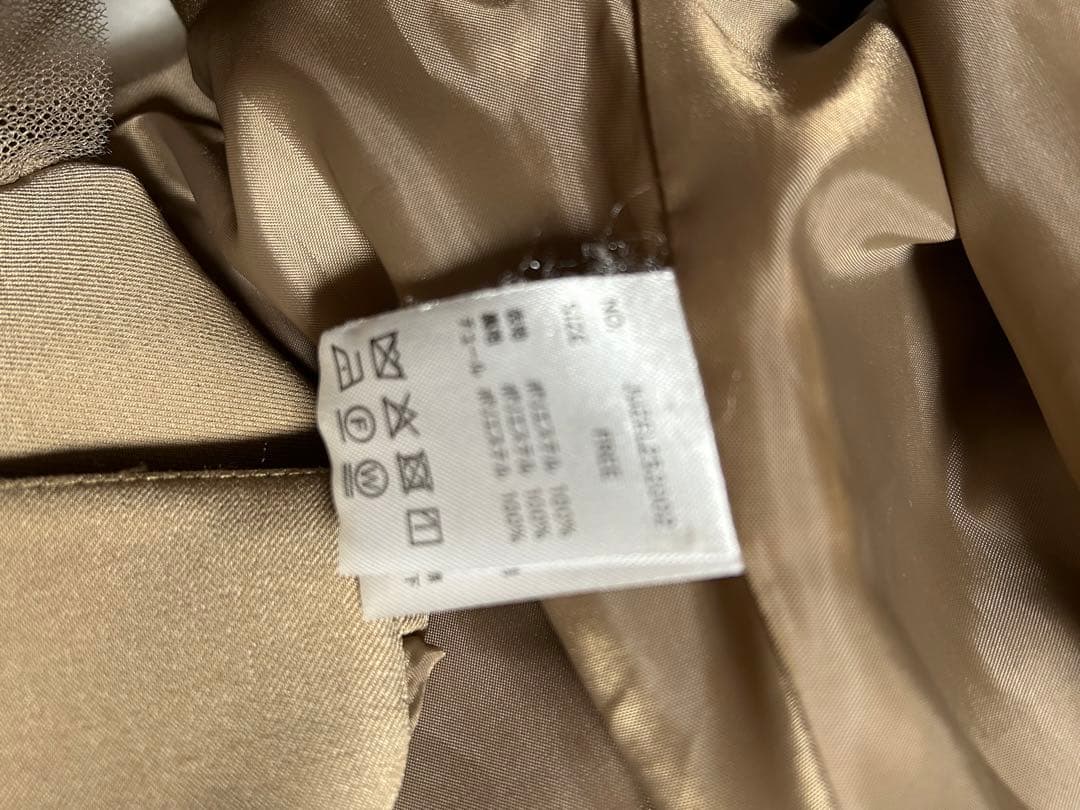 NO.
SIZE FREE
表地 ポリエステル 100%
裏地 ポリエステル 100%
チュール ポリエステル 100%
F
W